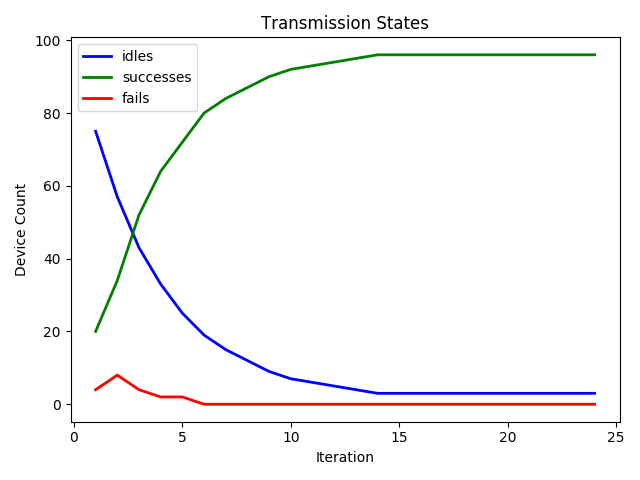 Transmission States
idles
successes
fails
Device Count
100
80
60
40
20
0
0 5 10 15 20 25
Iteration